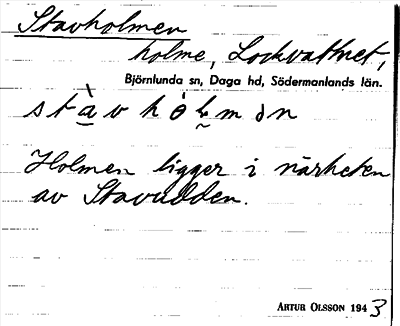 Stavholmen
holme, Lockvattnet,
Björnlunda sn, Daga hd, Södermanlands län.
Holmen ligger i närheten
av Stavudden.
ARTUR OLSSON 1943